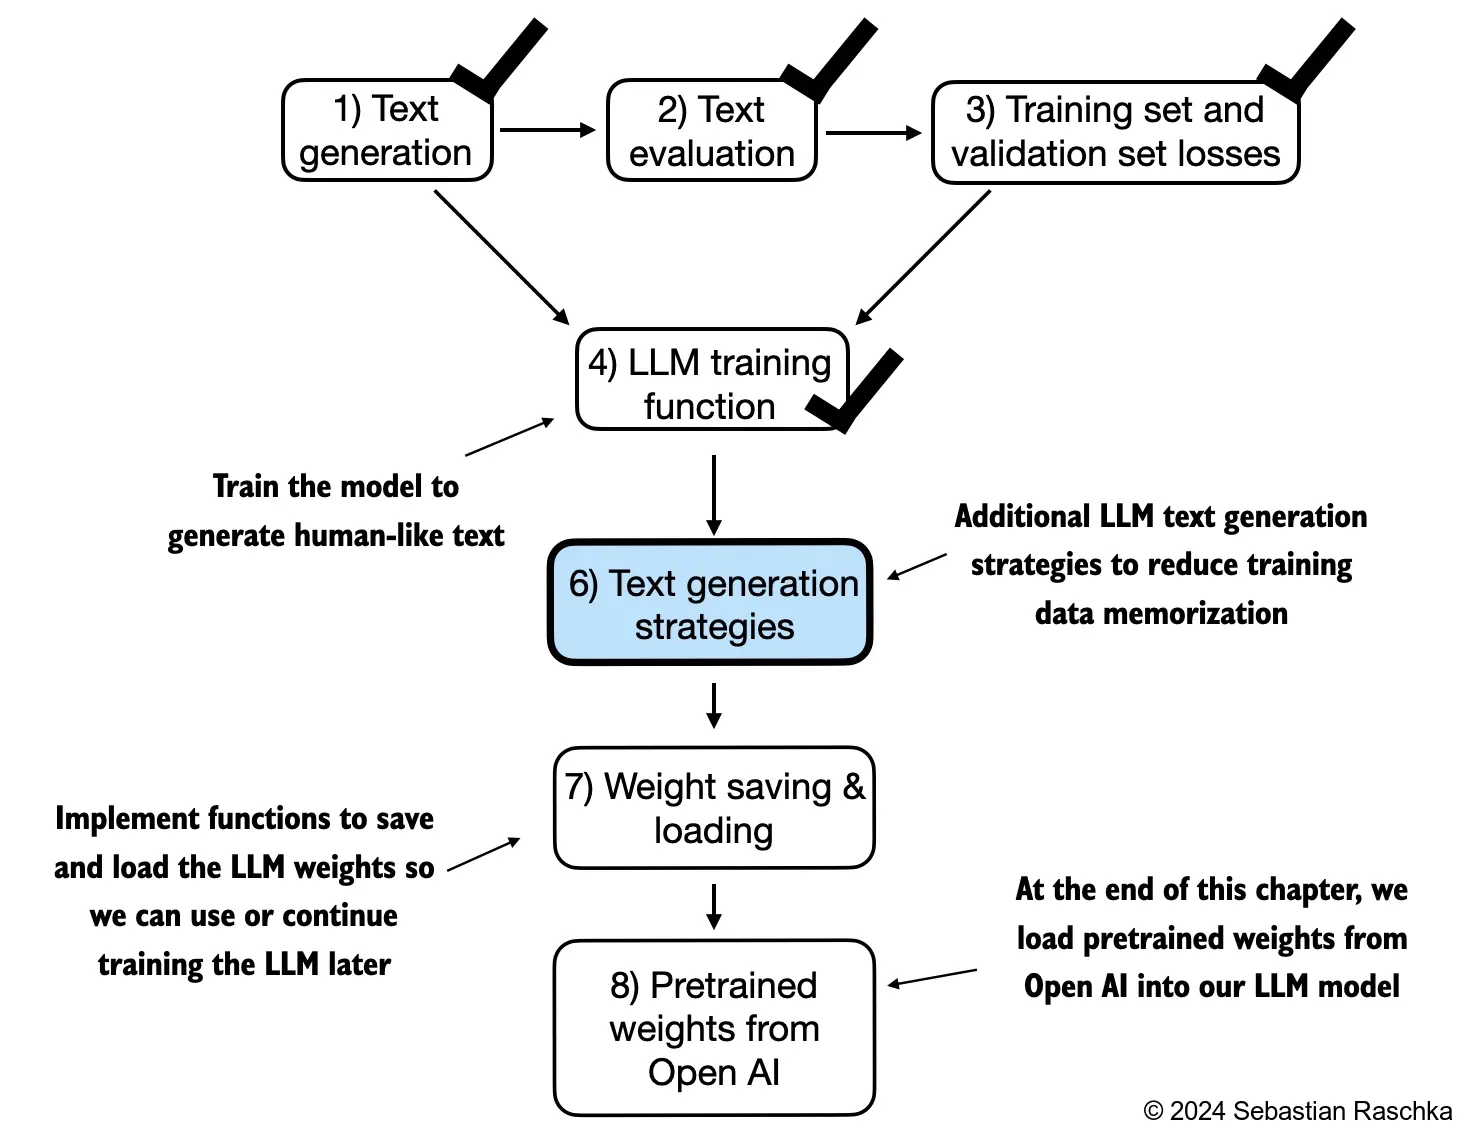 1) Text
generation
2) Text
evaluation
3) Training set and
validation set losses
4) LLM training
function
Train the model to
generate human-like text
6) Text generation
strategies
Additional LLM text generation
strategies to reduce training
data memorization
7) Weight saving &
loading
Implement functions to save
and load the LLM weights so
we can use or continue
training the LLM later
8) Pretrained
weights from
Open AI
At the end of this chapter, we
load pretrained weights from
Open AI into our LLM model
© 2024 Sebastian Raschka